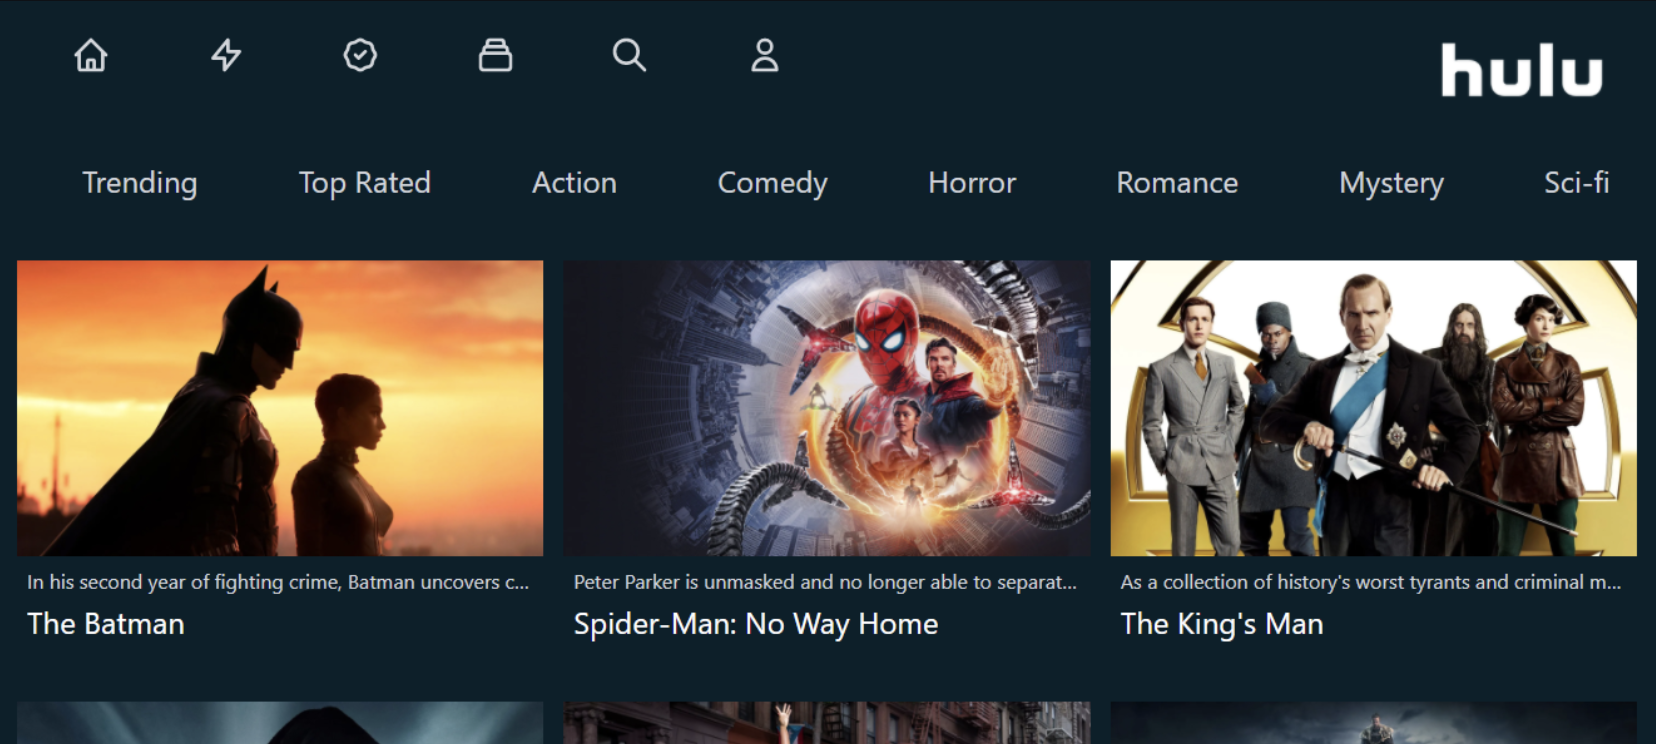 hulu
Trending Top Rated Action Comedy Horror Romance Mystery Sci-fi
In his second year of fighting crime, Batman uncovers c...
The Batman
Peter Parker is unmasked and no longer able to separat...
Spider-Man: No Way Home
As a collection of history's worst tyrants and criminal m...
The King's Man